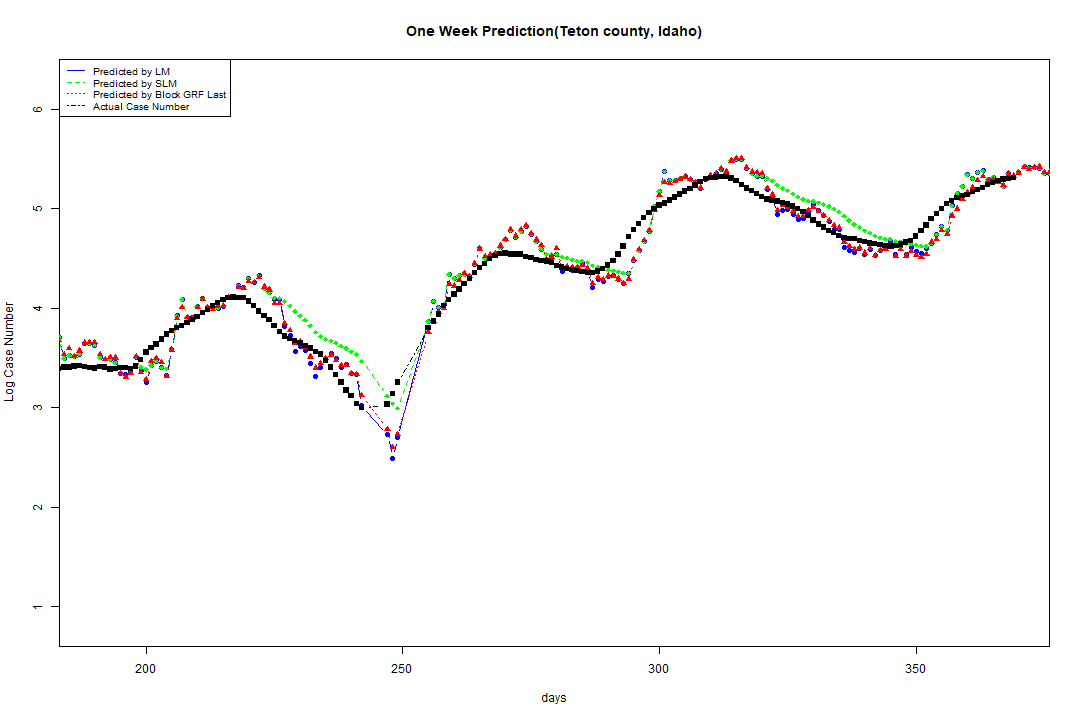 One Week Prediction(Teton county, Idaho)
Predicted by LM
Predicted by SLM
Predicted by Block GRF Last
Actual Case Number
6
5
4
3
2
1
Log Case Number
200 250 300 350
days